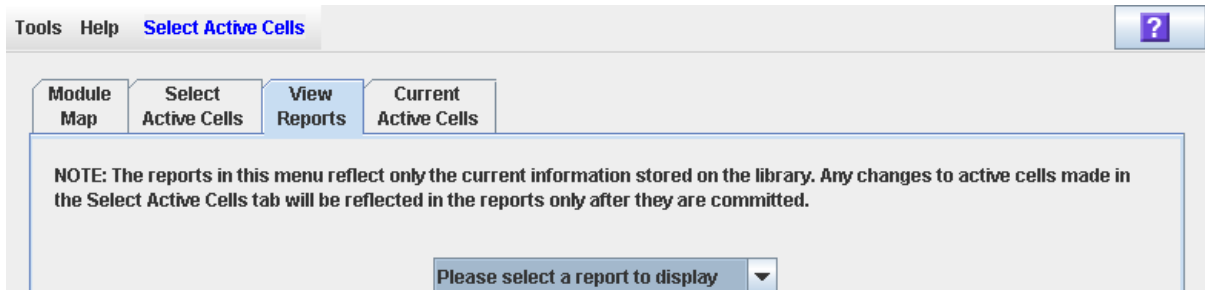 Tools Help Select Active Cells ?
Module Map Select Active Cells View Reports Current Active Cells
NOTE: The reports in this menu reflect only the current information stored on the library. Any changes to active cells made in
the Select Active Cells tab will be reflected in the reports only after they are committed.
Please select a report to display